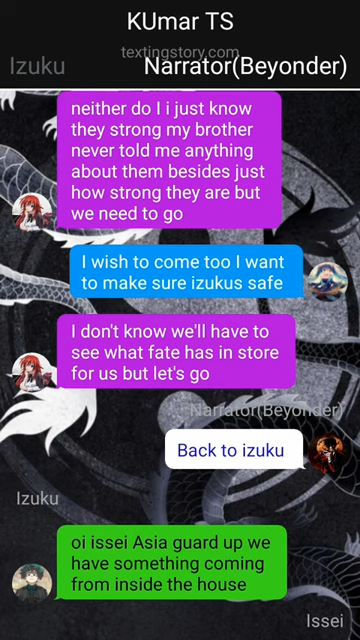 KUmar TS
textingstory.com
Izuku
Narrator(Beyonder)
neither do I i just know
they strong my brother
never told me anything
about them besides just
how strong they are but
we need to go
I wish to come too I want
to make sure izukus safe
I don't know we'll have to
see what fate has in store
for us but let's go
Narrator(Beyonder)
Back to izuku
Izuku
oi issei Asia guard up we
have something coming
from inside the house
Issei